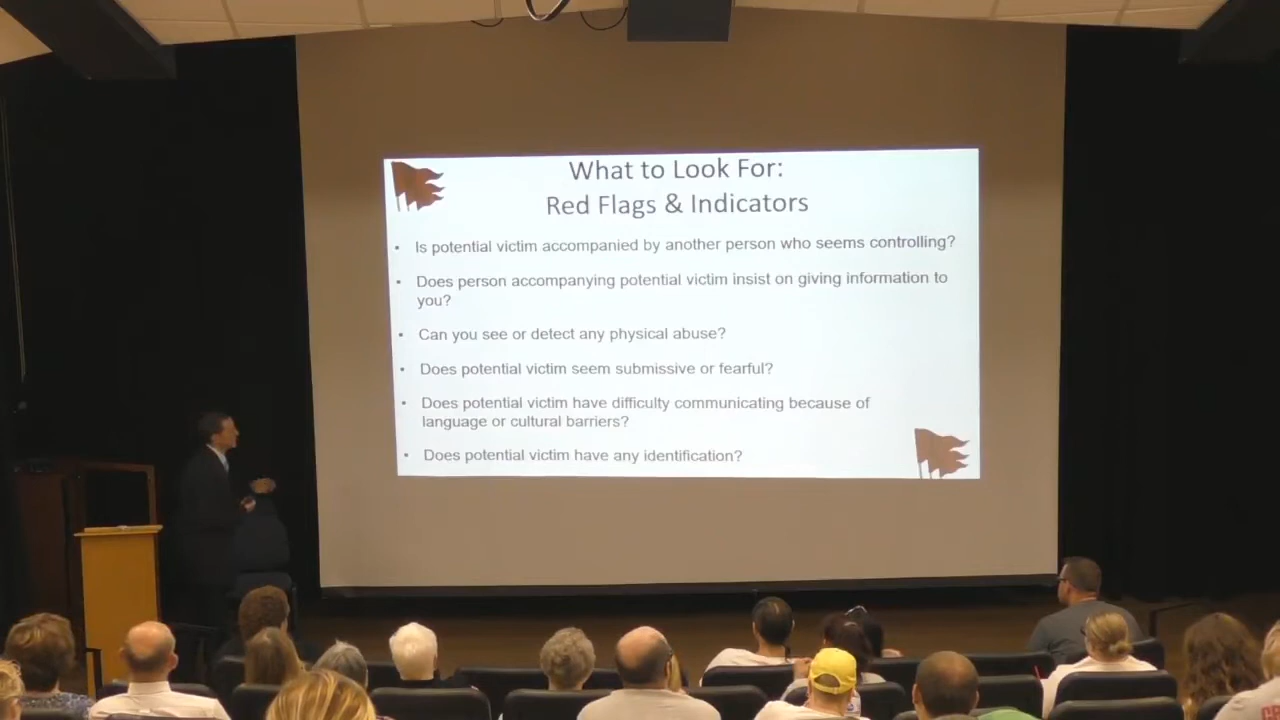 What to Look For:
Red Flags & Indicators
• Is potential victim accompanied by another person who seems controlling?
• Does person accompanying potential victim insist on giving information to
you?
• Can you see or detect any physical abuse?
• Does potential victim seem submissive or fearful?
• Does potential victim have difficulty communicating because of
language or cultural barriers?
• Does potential victim have any identification?